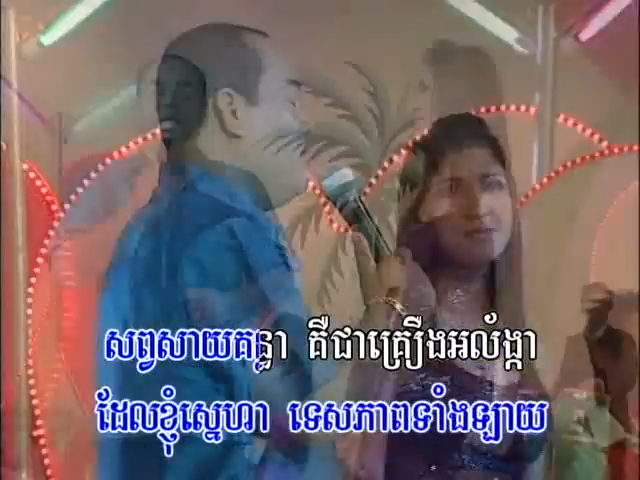 សព្វសាយគន្ធា គឺជាគ្រឿងអលង្កា
ដែលខ្ញុំស្នេហា ទេសភាពទាំងឡាយ